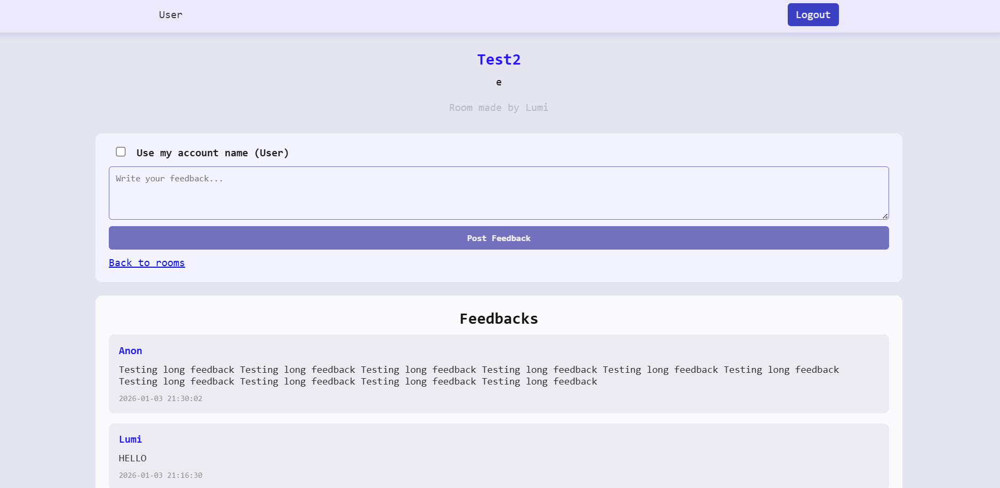 User
Logout
Test2
e
Room made by Lumi
Use my account name (User)
Write your feedback...
Post Feedback
Back to rooms
Feedbacks
Anon
Testing long feedback Testing long feedback Testing long feedback Testing long feedback Testing long feedback Testing long feedback
Testing long feedback Testing long feedback Testing long feedback Testing long feedback
2026-01-03 21:30:02
Lumi
HELLO
2026-01-03 21:16:30